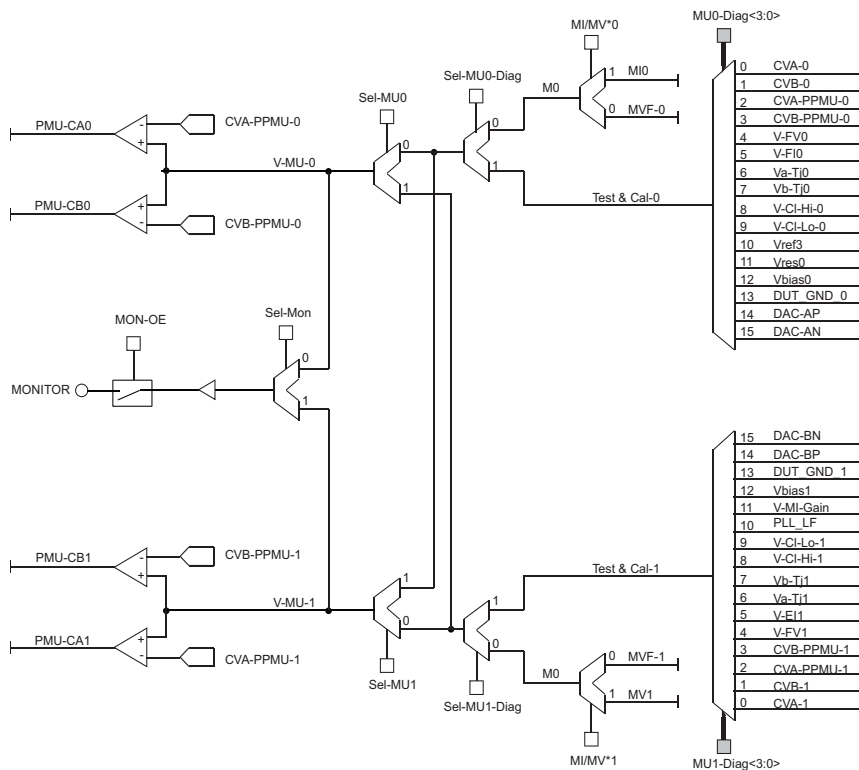 MI/MV*0
MU0-Diag<3:0>
Sel-MU0-Diag
Sel-MU0
M0
1 MI0
0 MVF-0
0
1
0
1
CVA-PPMU-0
PMU-CA0
-
+
V-MU-0
PMU-CB0
+
-
CVB-PPMU-0
Test & Cal-0
0 CVA-0
1 CVB-0
2 CVA-PPMU-0
3 CVB-PPMU-0
4 V-FV0
5 V-FI0
6 Va-Tj0
7 Vb-Tj0
8 V-Cl-Hi-0
9 V-Cl-Lo-0
10 Vref3
11 Vres0
12 Vbias0
13 DUT_GND_0
14 DAC-AP
15 DAC-AN
MON-OE
Sel-Mon
MONITOR
0
1
15 DAC-BN
14 DAC-BP
13 DUT_GND_1
12 Vbias1
11 V-MI-Gain
10 PLL_LF
9 V-Cl-Lo-1
8 V-Cl-Hi-1
7 Vb-Tj1
6 Va-Tj1
5 V-EI1
4 V-FV1
3 CVB-PPMU-1
2 CVA-PPMU-1
1 CVB-1
0 CVA-1
PMU-CB1
-
+
CVB-PPMU-1
V-MU-1
PMU-CA1
+
-
CVA-PPMU-1
1
0
Test & Cal-1
1
0
M0
0 MVF-1
1 MV1
Sel-MU1
Sel-MU1-Diag
MI/MV*1
MU1-Diag<3:0>